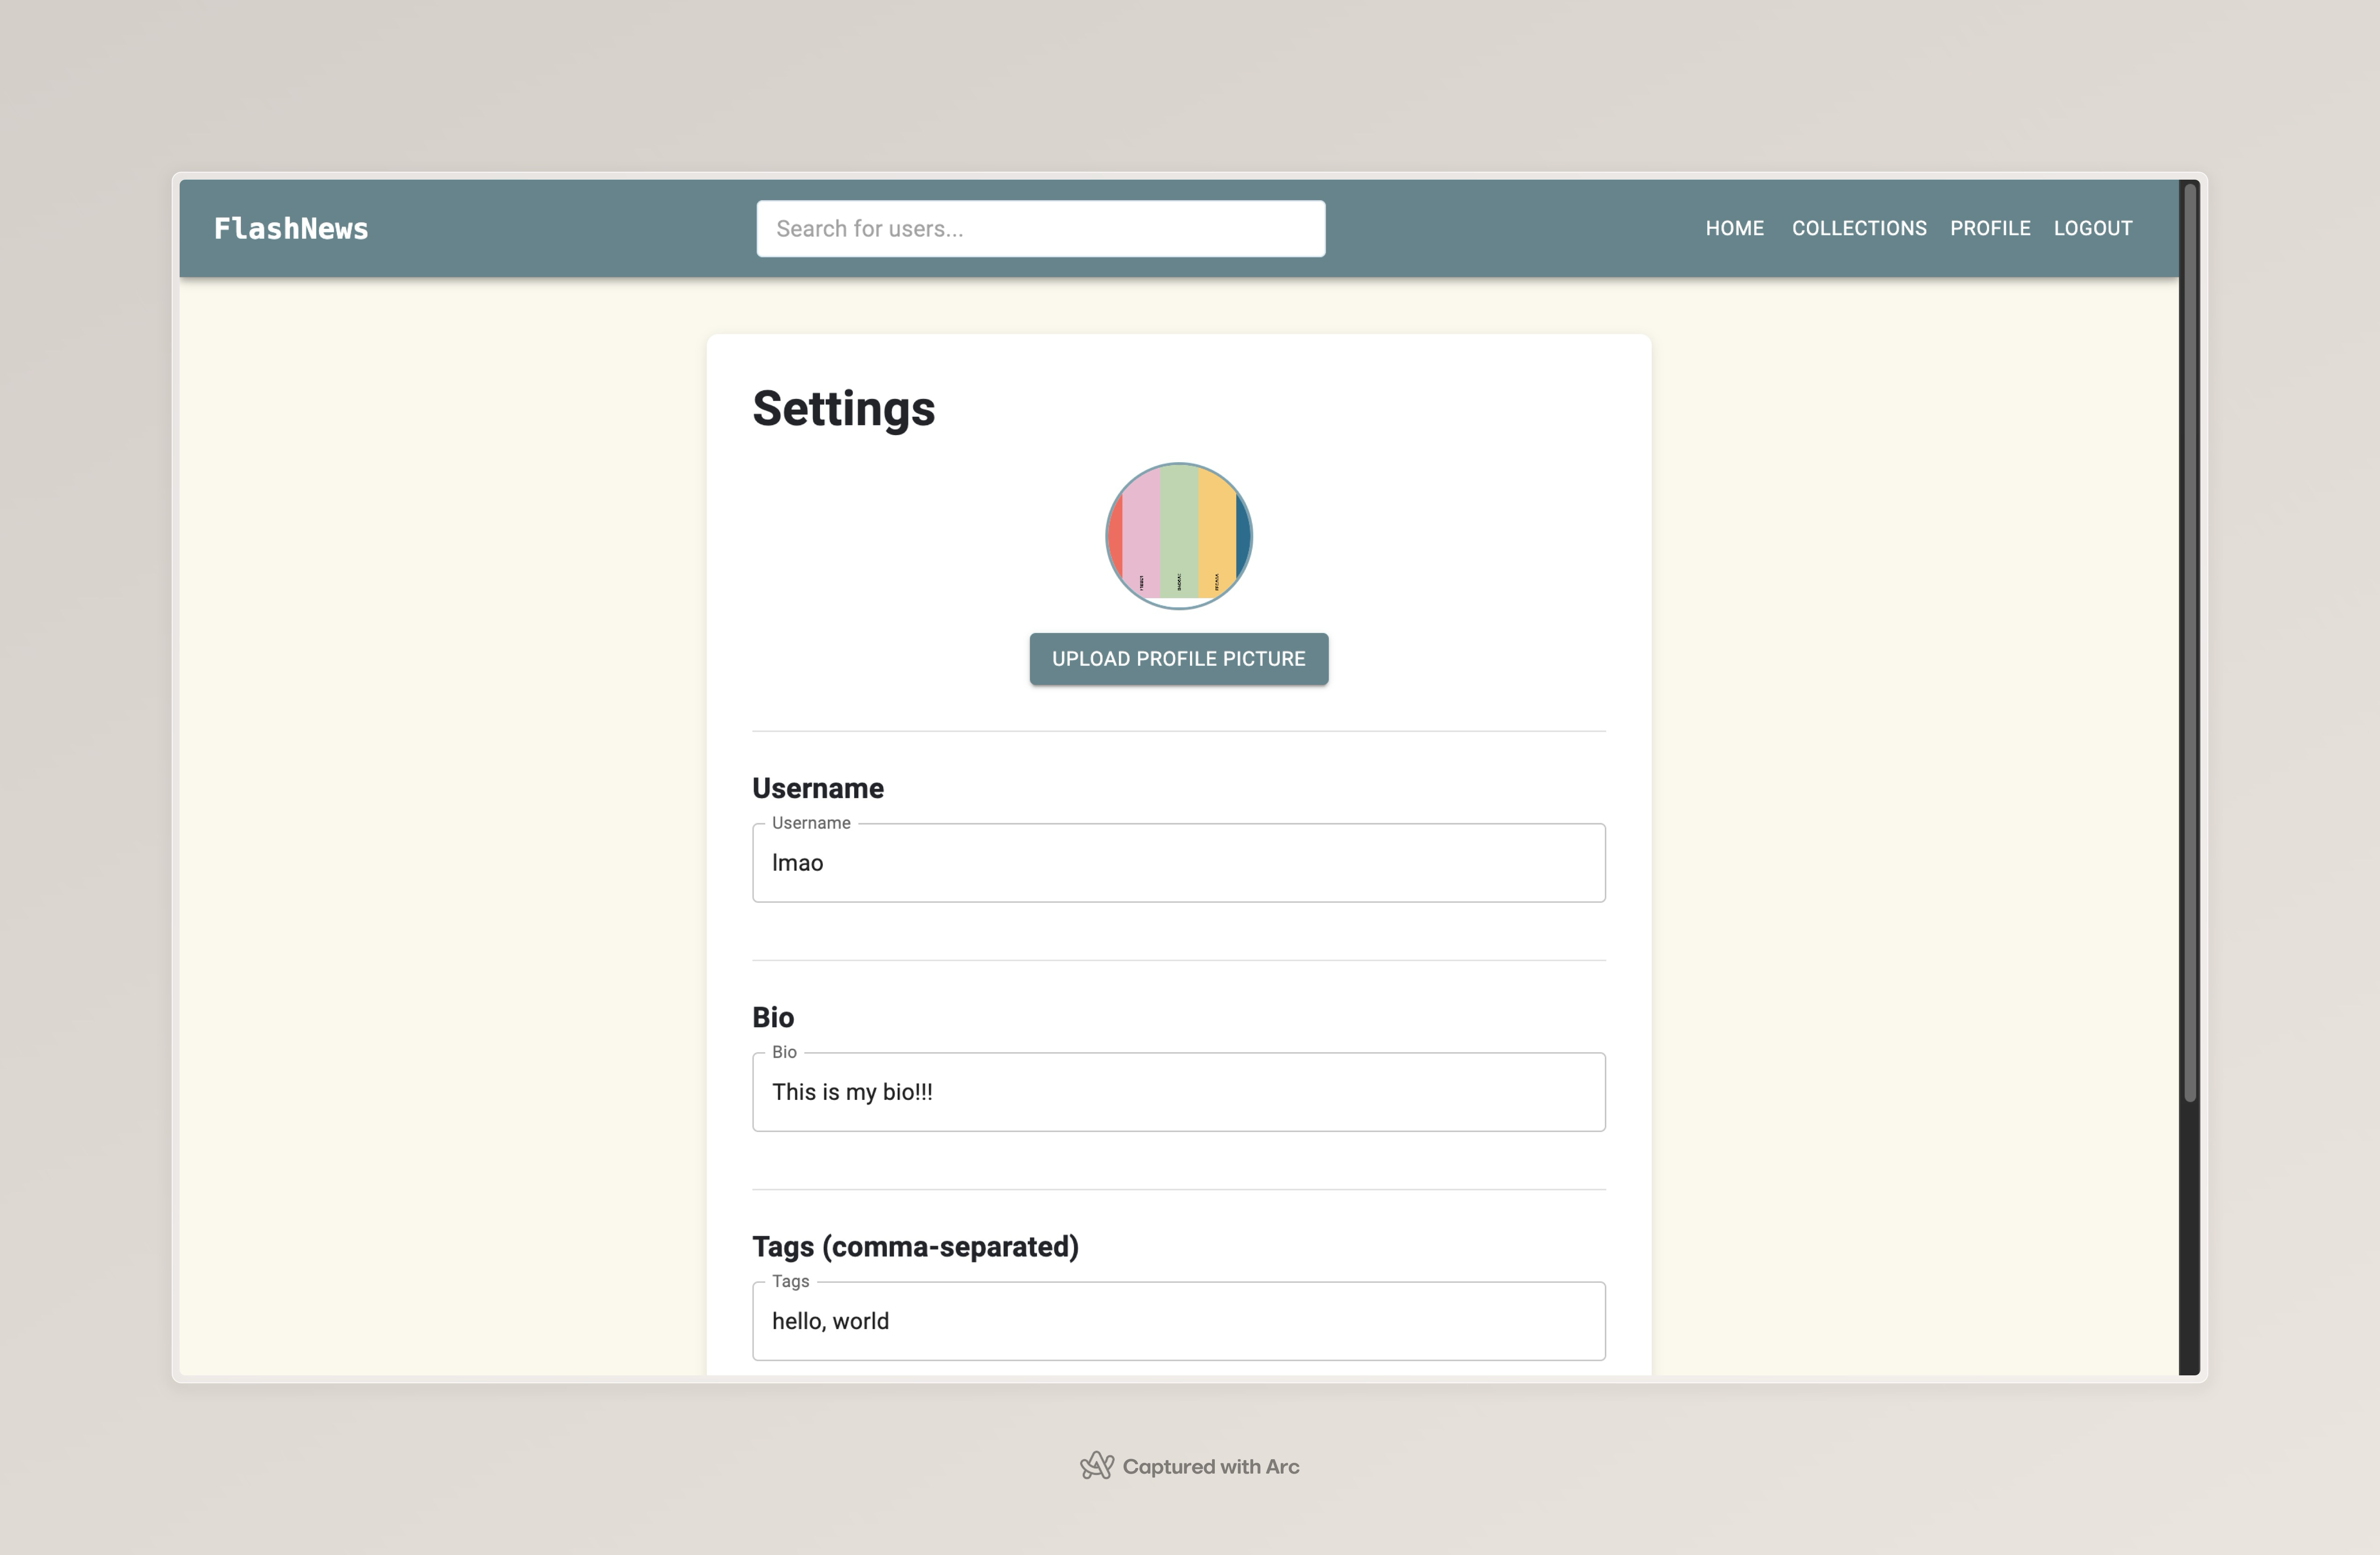 FlashNews
Search for users...
HOME COLLECTIONS PROFILE LOGOUT
Settings
UPLOAD PROFILE PICTURE
Username
Username
lmao
Bio
Bio
This is my bio!!!
Tags (comma-separated)
Tags
hello, world
Captured with Arc